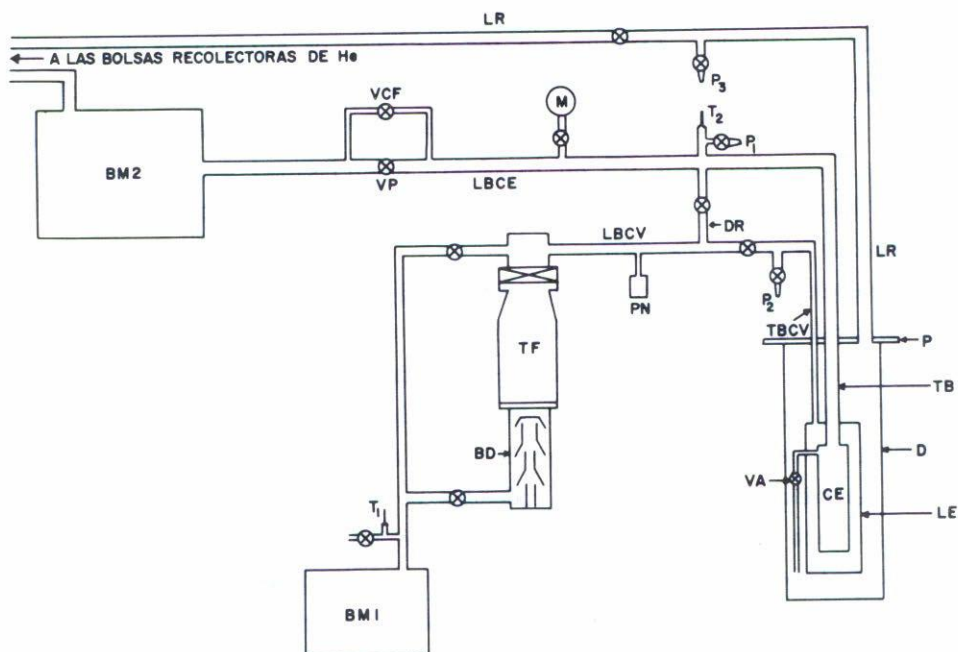 LR
A LAS BOLSAS RECOLECTORAS DE He
P3
VCF
M
T2
P1
BM2
VP
LBCE
DR
LBCV
LR
PN
P2
TBCV
P
TF
TB
BD
D
VA
CE
T1
LE
BM1